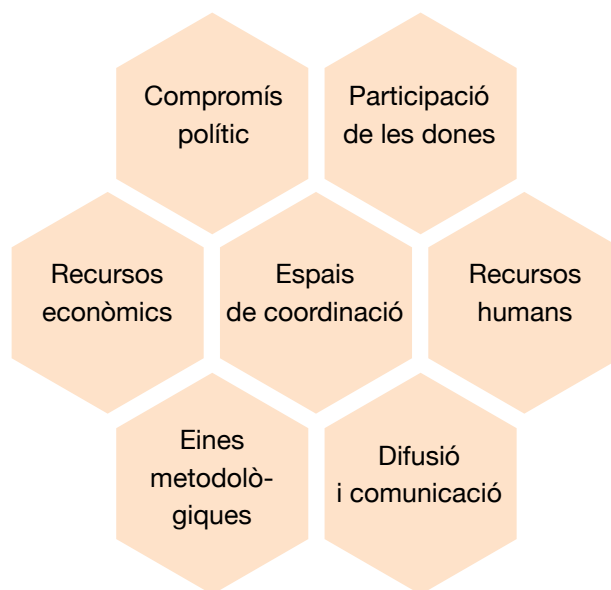 Compromís
polític
Participació
de les dones
Recursos
econòmics
Espais
de coordinació
Recursos
humans
Eines
metodolò-
giques
Difusió
i comunicació